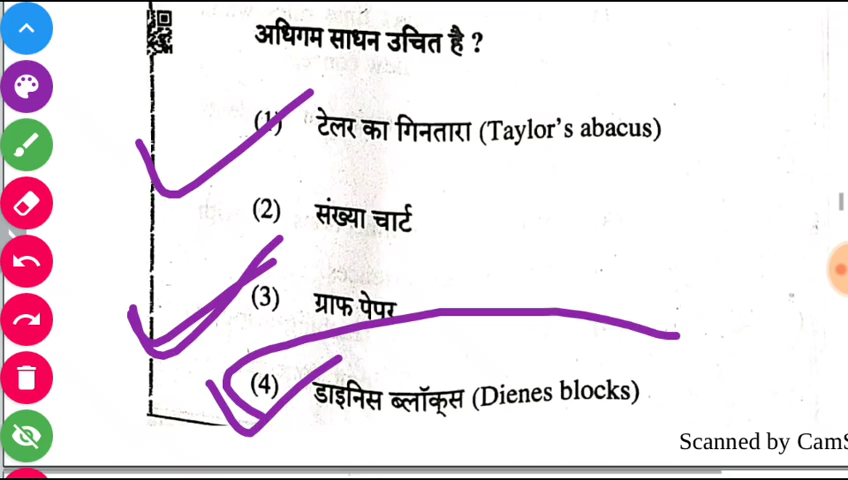 अधिगम साधन उचित है ?
(1) टेलर का गिनतारा (Taylor's abacus)
(2) संख्या चार्ट
(3) ग्राफ पेपर
(4) डाइनिस ब्लॉक्स (Dienes blocks)
Scanned by CamS